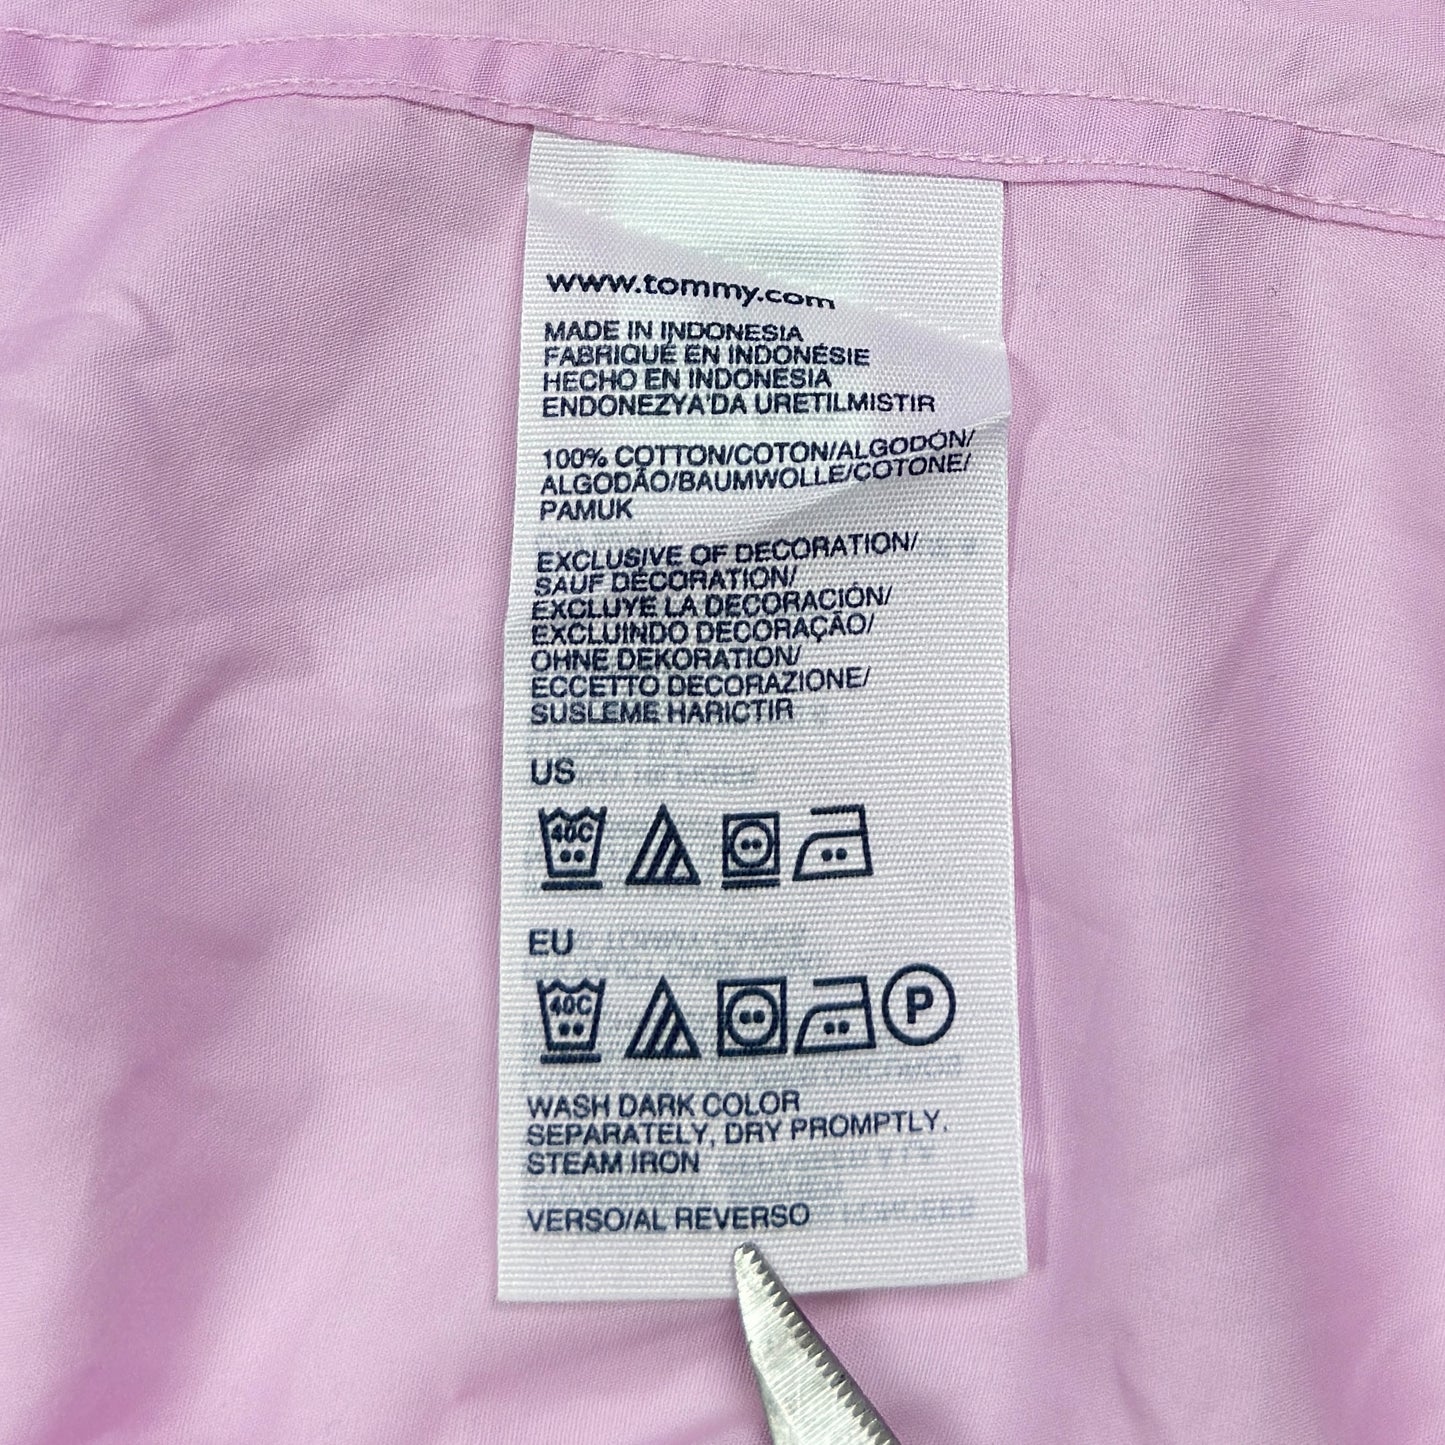 www.tommy.com
MADE IN INDONESIA
FABRIQUÉ EN INDONÉSIE
HECHO EN INDONESIA
ENDONEZYA'DA URETILMISTIR
100% COTTON/COTON/ALGODÓN/
ALGODÃO/BAUMWOLLE/COTONE/
PAMUK
EXCLUSIVE OF DECORATION/
SAUF DÉCORATION/
EXCLUYE LA DECORACIÓN/
EXCLUINDO DECORAÇÃO/
OHNE DEKORATION/
ECCETTO DECORAZIONE/
SUSLEME HARICTIR
US
40C
EU
40C P
WASH DARK COLOR
SEPARATELY, DRY PROMPTLY.
STEAM IRON
VERSO/AL REVERSO